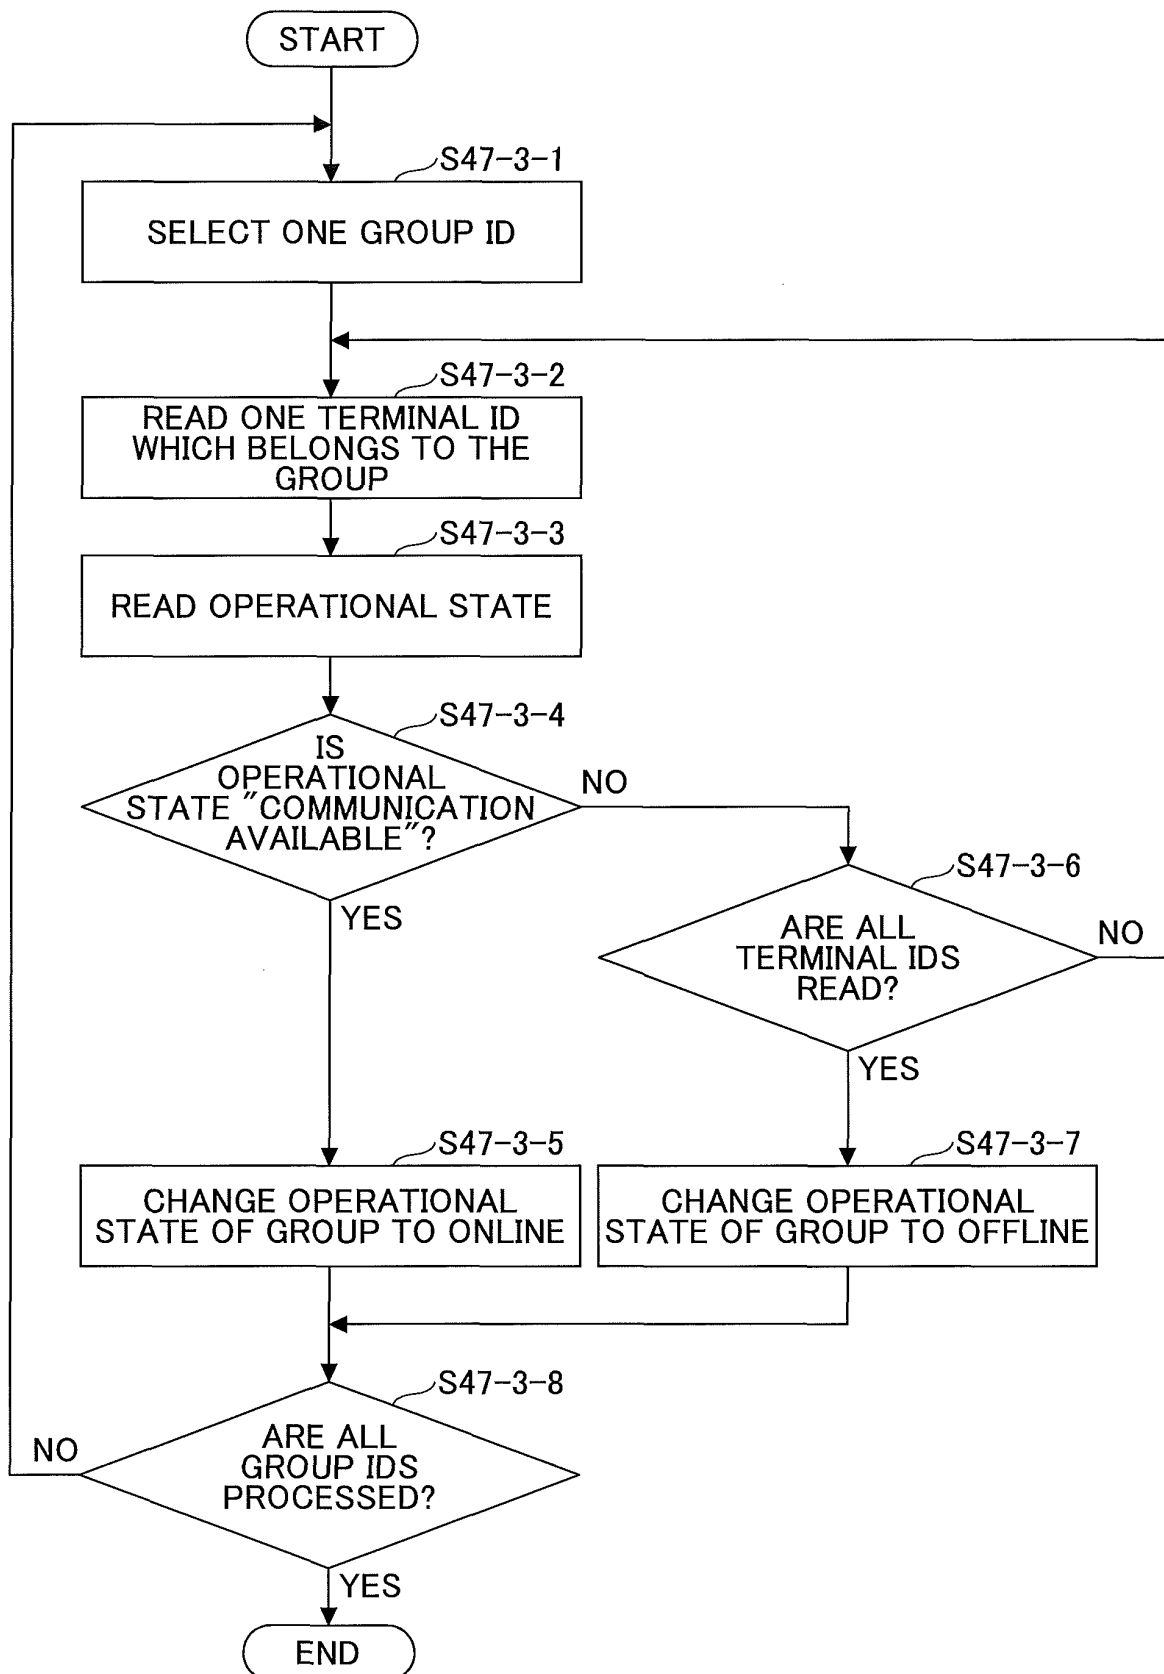 START
S47-3-1
SELECT ONE GROUP ID
S47-3-2
READ ONE TERMINAL ID
WHICH BELONGS TO THE
GROUP
S47-3-3
READ OPERATIONAL STATE
S47-3-4
IS
OPERATIONAL
STATE "COMMUNICATION
AVAILABLE"?
NO
YES
S47-3-6
ARE ALL
TERMINAL IDS
READ?
NO
YES
S47-3-5
CHANGE OPERATIONAL
STATE OF GROUP TO ONLINE
S47-3-7
CHANGE OPERATIONAL
STATE OF GROUP TO OFFLINE
S47-3-8
ARE ALL
GROUP IDS
PROCESSED?
NO
YES
END